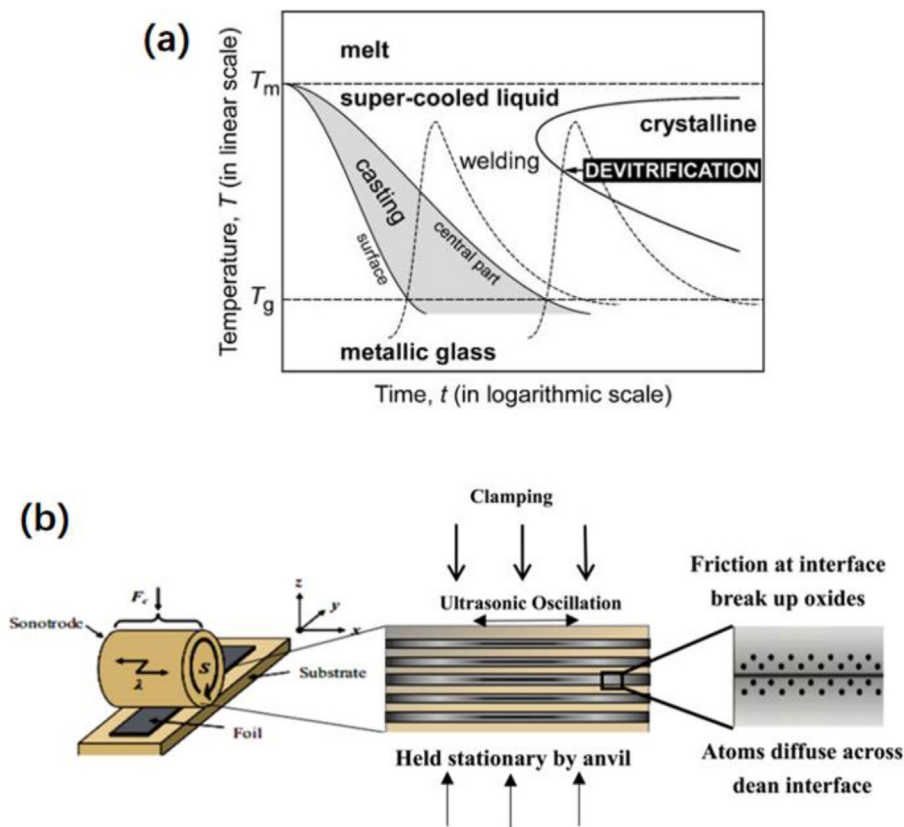 (a)
Temperature, T (in linear scale)
Tm
Tg
melt
super-cooled liquid
crystalline
welding
DEVITRIFICATION
casting
surface
central part
metallic glass
Time, t (in logarithmic scale)
(b)
Clamping
Ultrasonic Oscillation
Friction at interface
break up oxides
Fc
Sonotrode
z
y
x
λ
S
Substrate
Foil
Held stationary by anvil
Atoms diffuse across
dean interface